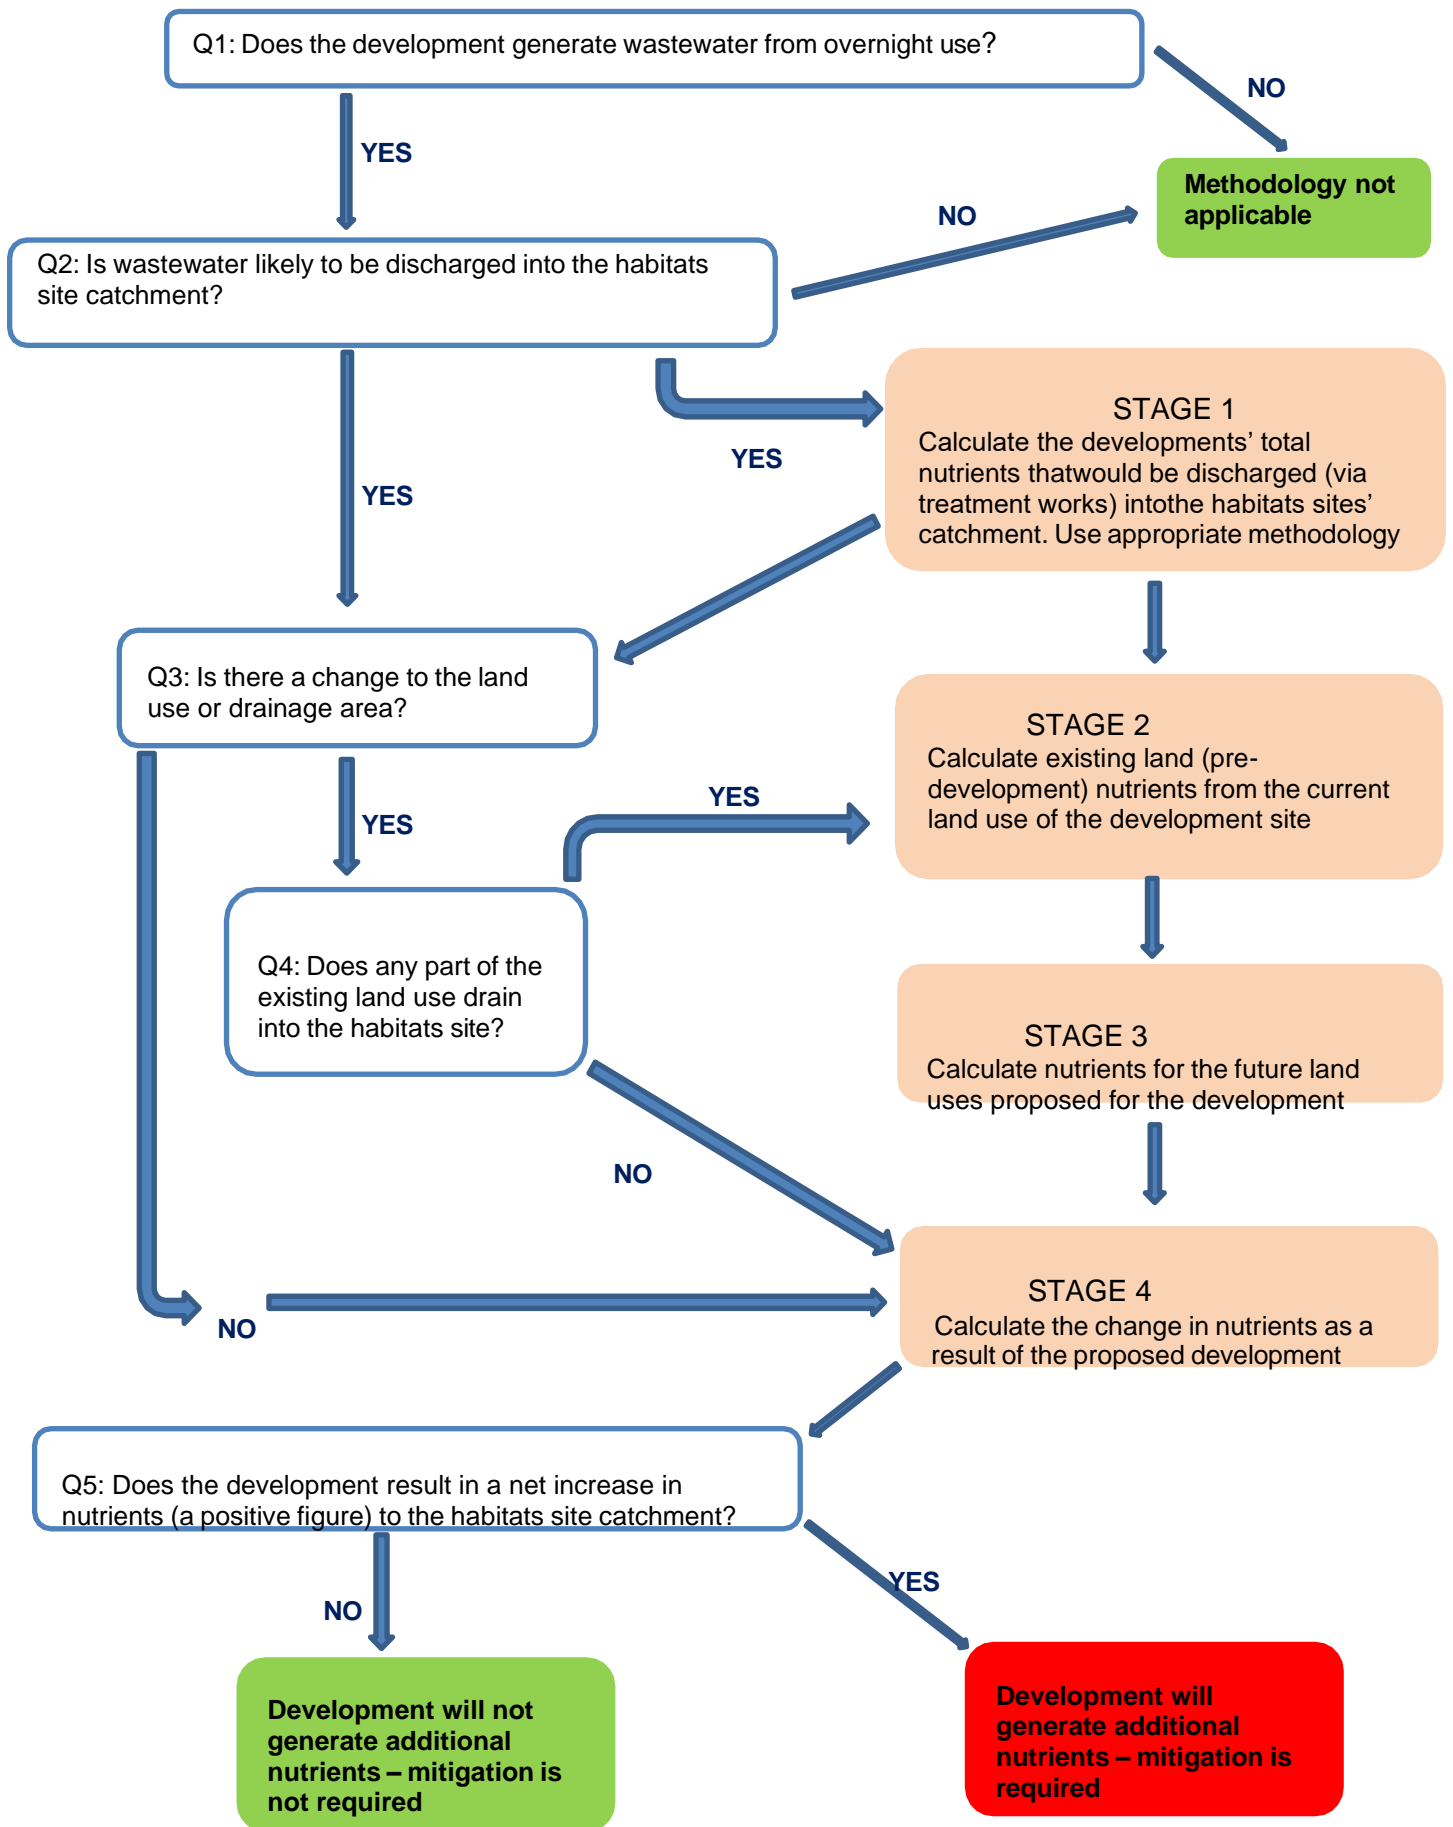 Q1: Does the development generate wastewater from overnight use?
NO
YES
Methodology not
applicable
NO
Q2: Is wastewater likely to be discharged into the habitats
site catchment?
STAGE 1
Calculate the developments’ total
nutrients thatwould be discharged (via
treatment works) intothe habitats sites’
catchment. Use appropriate methodology
YES
YES
Q3: Is there a change to the land
use or drainage area?
STAGE 2
Calculate existing land (pre-
development) nutrients from the current
land use of the development site
YES
YES
Q4: Does any part of the
existing land use drain
into the habitats site?
STAGE 3
Calculate nutrients for the future land
uses proposed for the development
NO
STAGE 4
Calculate the change in nutrients as a
result of the proposed development
NO
Q5: Does the development result in a net increase in
nutrients (a positive figure) to the habitats site catchment?
YES
NO
Development will not
generate additional
nutrients – mitigation is
not required
Development will
generate additional
nutrients – mitigation is
required